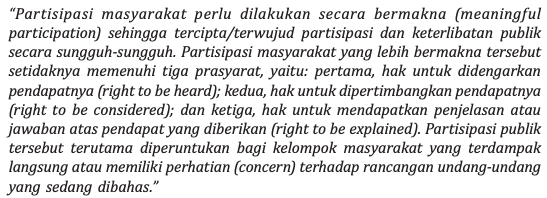 “Partisipasi masyarakat perlu dilakukan secara bermakna (meaningful
participation) sehingga tercipta/terwujud partisipasi dan keterlibatan publik
secara sungguh-sungguh. Partisipasi masyarakat yang lebih bermakna tersebut
setidaknya memenuhi tiga prasyarat, yaitu: pertama, hak untuk didengarkan
pendapatnya (right to be heard); kedua, hak untuk dipertimbangkan pendapatnya
(right to be considered); dan ketiga, hak untuk mendapatkan penjelasan atau
jawaban atas pendapat yang diberikan (right to be explained). Partisipasi publik
tersebut terutama diperuntukan bagi kelompok masyarakat yang terdampak
langsung atau memiliki perhatian (concern) terhadap rancangan undang-undang
yang sedang dibahas.”